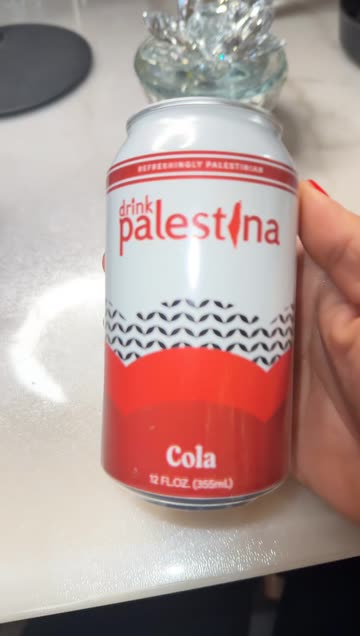 REFRESHINGLY PALESTINIAN
drink
palestina
Cola
12 FL.OZ. (355mL)